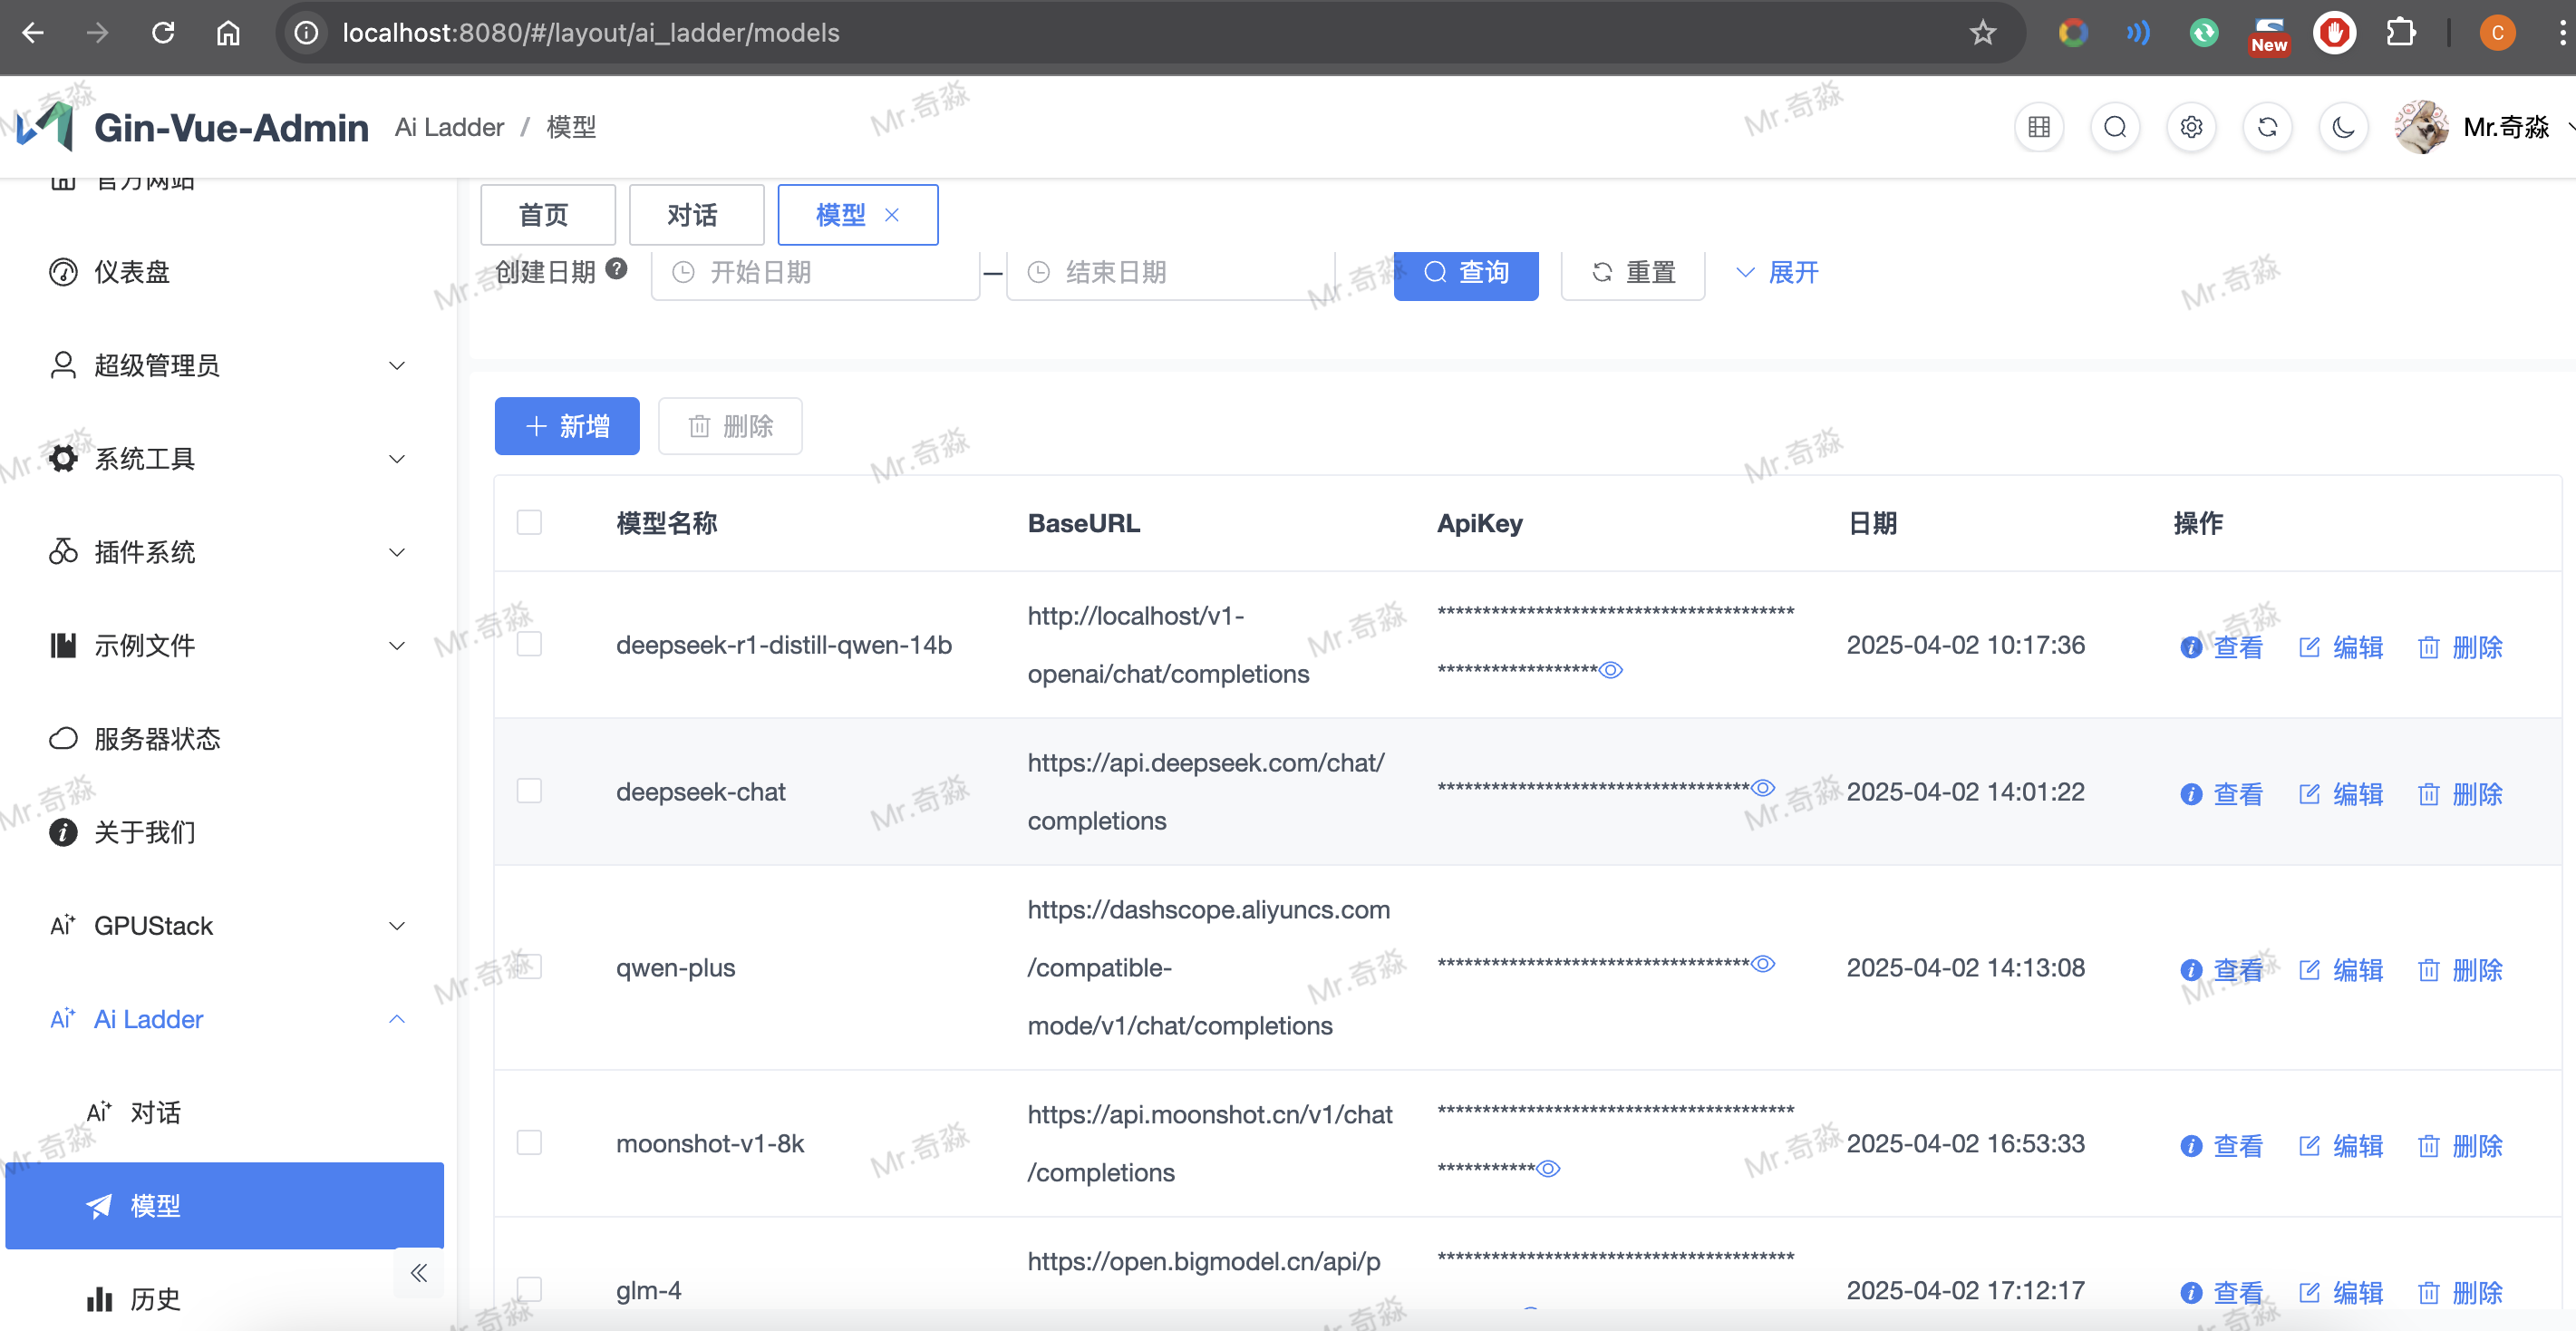 localhost:8080/#/layout/ai_ladder/models
New
C
Gin-Vue-Admin
Ai Ladder / 模型
Mr.奇淼
官方网站
仪表盘
超级管理员
系统工具
插件系统
示例文件
服务器状态
关于我们
GPUStack
Ai Ladder
对话
模型
历史
首页
对话
模型
创建日期
开始日期
—
结束日期
查询
重置
展开
新增
删除
模型名称 BaseURL ApiKey 日期 操作
deepseek-r1-distill-qwen-14b
http://localhost/v1-
openai/chat/completions
****************************************
******************
2025-04-02 10:17:36
查看 编辑 删除
deepseek-chat
https://api.deepseek.com/chat/
completions
***********************************
2025-04-02 14:01:22
查看 编辑 删除
qwen-plus
https://dashscope.aliyuncs.com
/compatible-
mode/v1/chat/completions
***********************************
2025-04-02 14:13:08
查看 编辑 删除
moonshot-v1-8k
https://api.moonshot.cn/v1/chat
/completions
****************************************
***********
2025-04-02 16:53:33
查看 编辑 删除
glm-4
https://open.bigmodel.cn/api/p
****************************************
2025-04-02 17:12:17
查看 编辑 删除